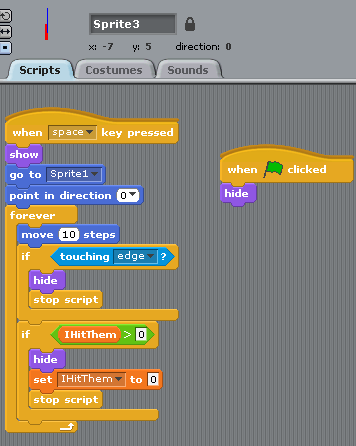 Sprite3
x: -7 y: 5 direction: 0
Scripts Costumes Sounds
when space key pressed
show
go to Sprite1
point in direction 0
forever
move 10 steps
if touching edge ?
hide
stop script
if IHitThem > 0
hide
set IHitThem to 0
stop script
when clicked
hide